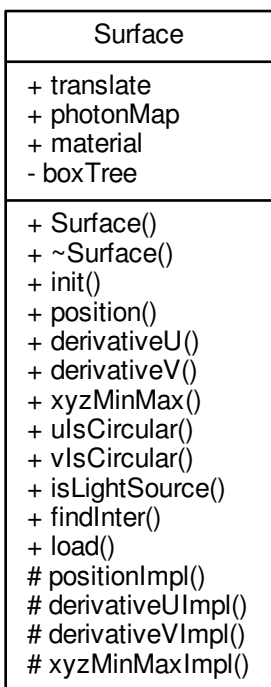 Surface
+ translate
+ photonMap
+ material
- boxTree
+ Surface()
+ ~Surface()
+ init()
+ position()
+ derivativeU()
+ derivativeV()
+ xyzMinMax()
+ uIsCircular()
+ vIsCircular()
+ isLightSource()
+ findInter()
+ load()
# positionImpl()
# derivativeUImpl()
# derivativeVImpl()
# xyzMinMaxImpl()